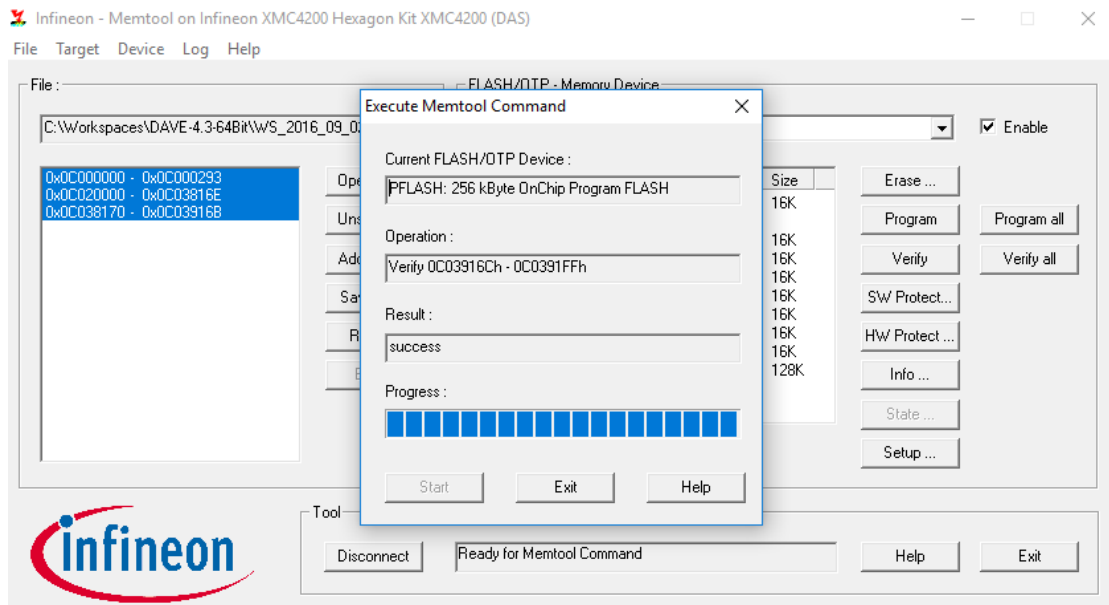 Infineon - Memtool on Infineon XMC4200 Hexagon Kit XMC4200 (DAS)
File Target Device Log Help
File :
FLASH/OTP - Memory Device
C:\Workspaces\DAVE-4.3-64Bit\WS_2016_09_0
Enable
0x0C000000 - 0x0C000293
0x0C020000 - 0x0C03816E
0x0C038170 - 0x0C03916B
Ope
Uns
Add
Sa
R
Execute Memtool Command
Current FLASH/OTP Device :
PFLASH: 256 kByte OnChip Program FLASH
Operation :
Verify 0C03916Ch - 0C0391FFh
Result :
success
Progress :
Start Exit Help
Size
16K
16K
16K
16K
16K
16K
16K
16K
128K
Erase ...
Program Program all
Verify Verify all
SW Protect...
HW Protect ...
Info ...
State ...
Setup ...
infineon
Tool
Disconnect Ready for Memtool Command Help Exit